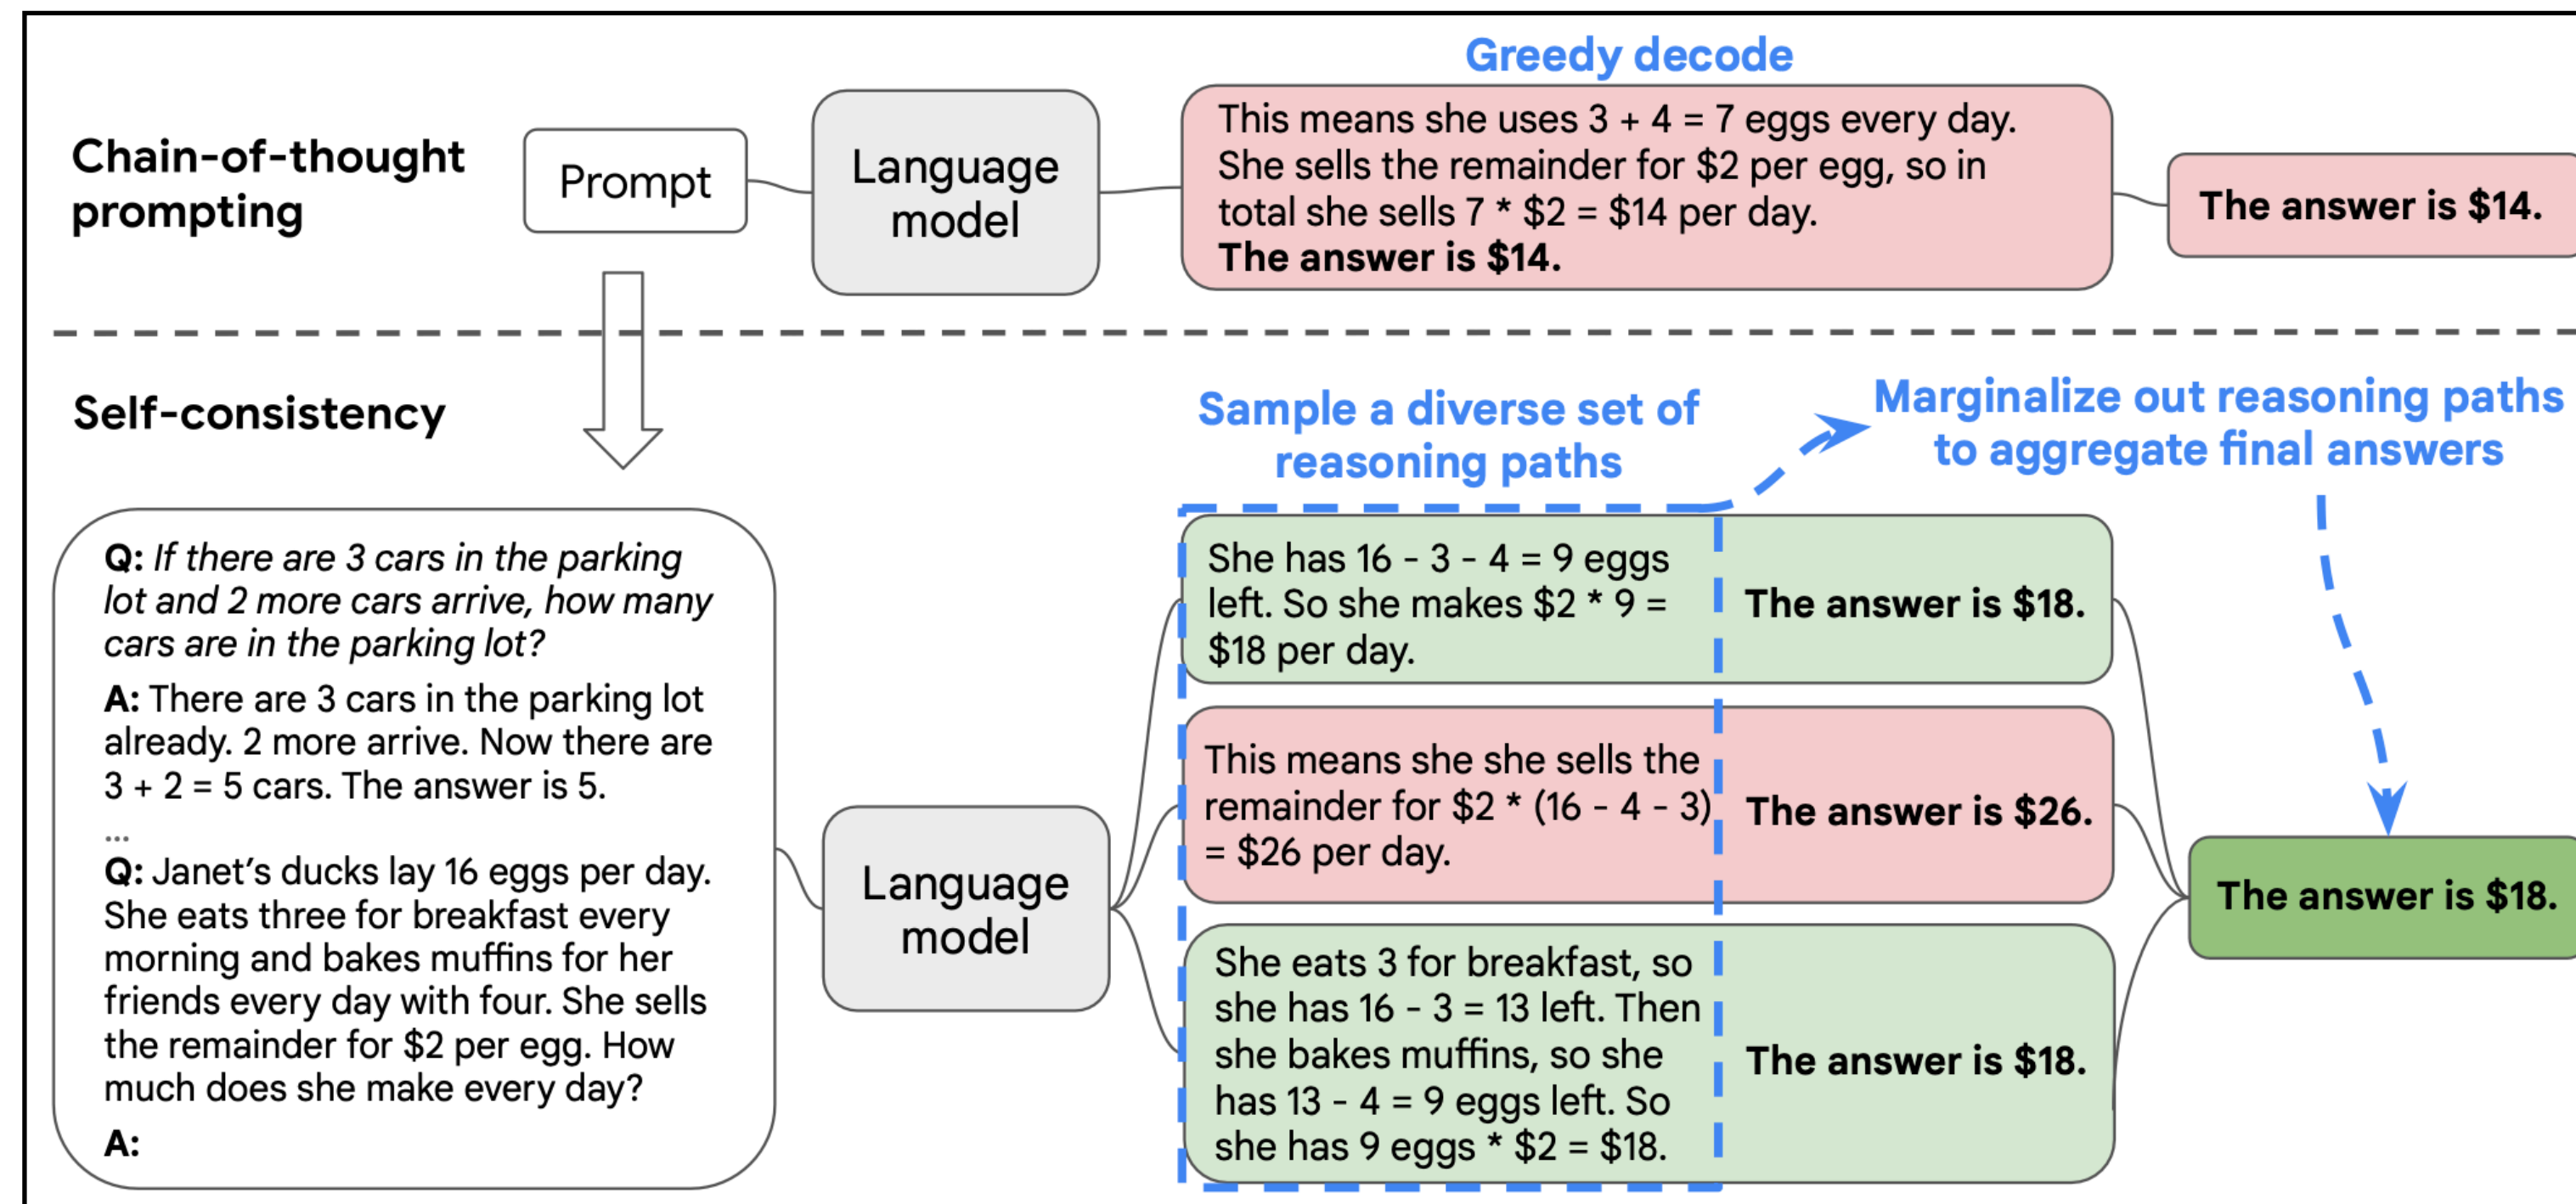 Greedy decode
Chain-of-thought
prompting
Prompt
Language
model
This means she uses 3 + 4 = 7 eggs every day.
She sells the remainder for $2 per egg, so in
total she sells 7 * $2 = $14 per day.
The answer is $14.
The answer is $14.
Self-consistency
Sample a diverse set of
reasoning paths
Marginalize out reasoning paths
to aggregate final answers
Q: If there are 3 cars in the parking
lot and 2 more cars arrive, how many
cars are in the parking lot?
A: There are 3 cars in the parking lot
already. 2 more arrive. Now there are
3 + 2 = 5 cars. The answer is 5.
...
Q: Janet’s ducks lay 16 eggs per day.
She eats three for breakfast every
morning and bakes muffins for her
friends every day with four. She sells
the remainder for $2 per egg. How
much does she make every day?
A:
Language
model
She has 16 - 3 - 4 = 9 eggs
left. So she makes $2 * 9 =
$18 per day.
The answer is $18.
This means she she sells the
remainder for $2 * (16 - 4 - 3)
= $26 per day.
The answer is $26.
She eats 3 for breakfast, so
she has 16 - 3 = 13 left. Then
she bakes muffins, so she
has 13 - 4 = 9 eggs left. So
she has 9 eggs * $2 = $18.
The answer is $18.
The answer is $18.